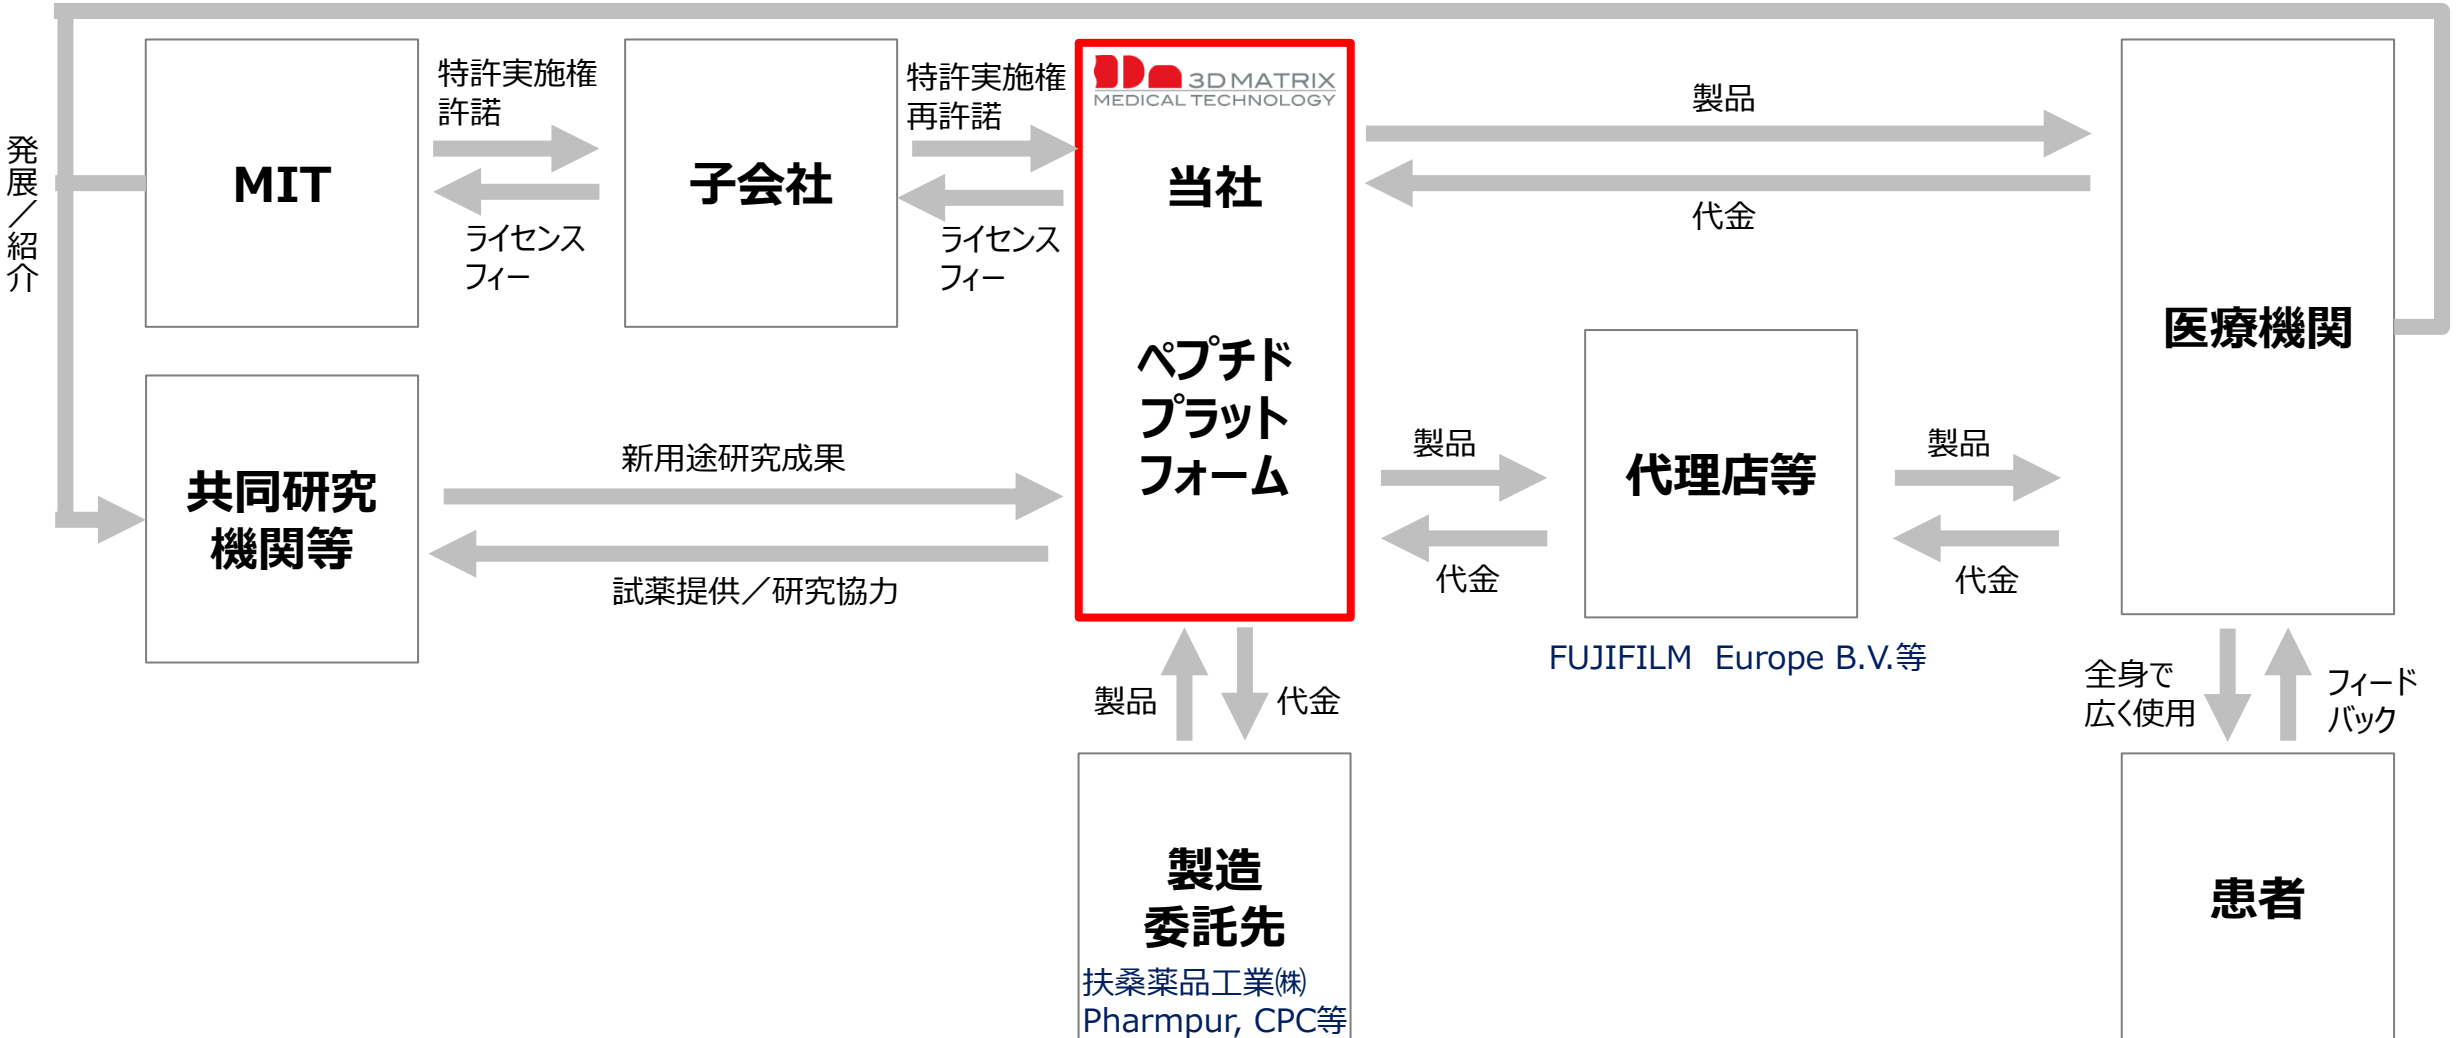 発展／紹介
MIT
特許実施権
許諾
ライセンス
フィー
子会社
特許実施権
再許諾
ライセンス
フィー
3D MATRIX
MEDICAL TECHNOLOGY
当社
ペプチド
プラット
フォーム
製品
代金
医療機関
共同研究
機関等
新用途研究成果
試薬提供／研究協力
製品
代金
代理店等
FUJIFILM Europe B.V.等
製品
代金
製品
代金
全身で
広く使用
フィード
バック
製造
委託先
扶桑薬品工業㈱
Pharmpur, CPC等
患者